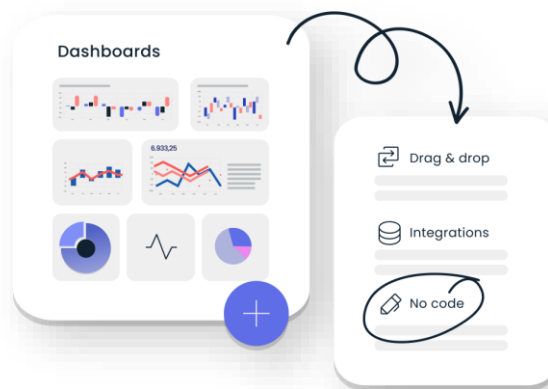 Dashboards
6.933,25
Drag & drop
Integrations
No code